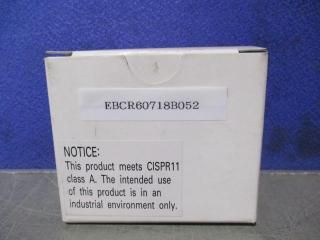 EBCR60718B052
NOTICE:
This product meets CISPR11
class A. The intended use
of this product is in an
industrial environment only.